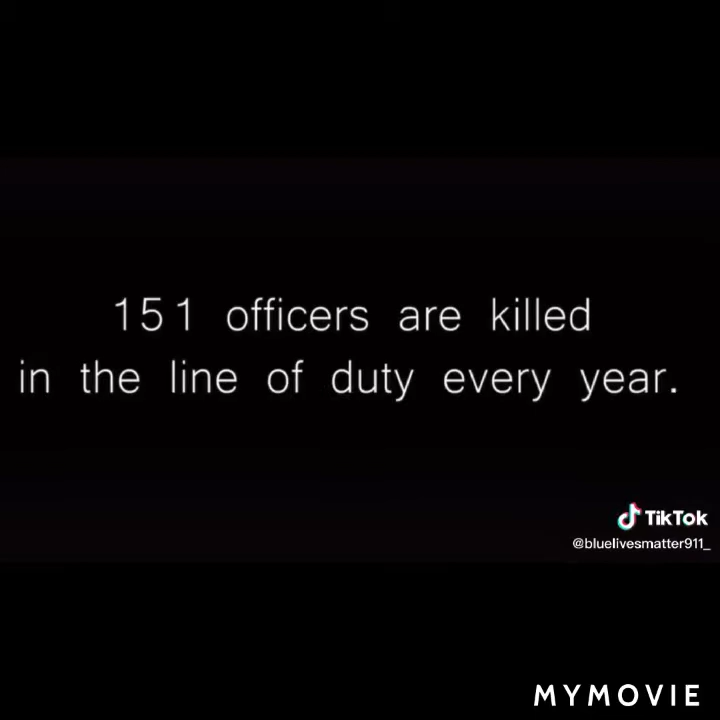 151 officers are killed
in the line of duty every year.
TikTok
@bluelivesmatter911_
MYMOVIE